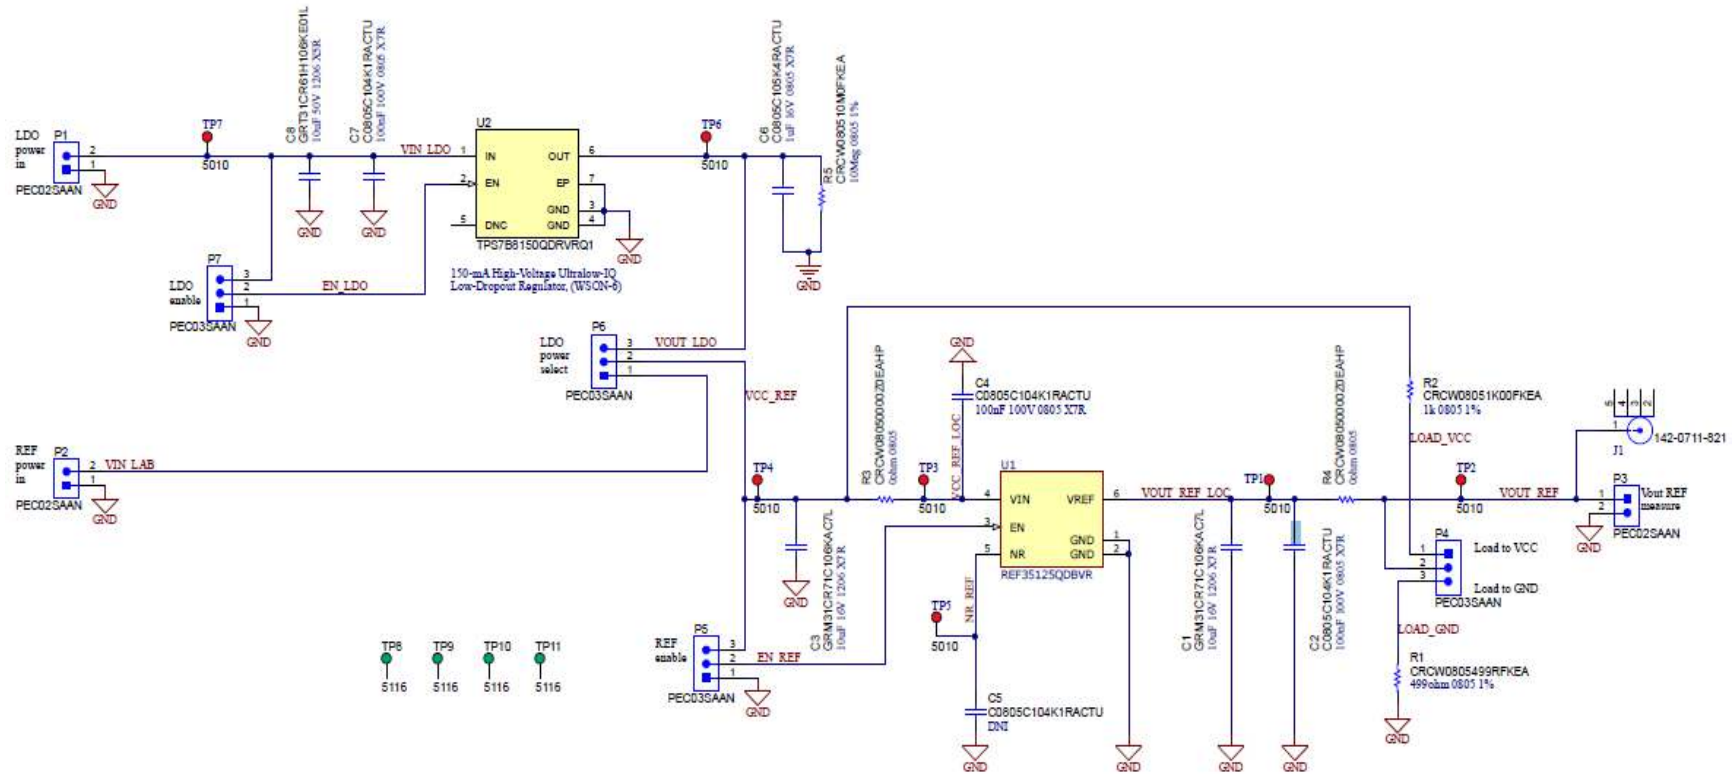 LDO
power
in
P1
2
1
PEC02SAAN
GND
TP7
5010
C8
GRT31CR61H106KE01L
10uF 50V 1206 X5R
GND
C7
C0805C104K1RACTU
100nF 100V 0805 X7R
GND
VIN_LDO
U2
1
IN
OUT
6
2
EN
EP
7
GND
3
5
DNC
GND
4
TPS7B8150QDRVRQ1
GND
150-mA High-Voltage Ultralow-IQ
Low-Dropout Regulator, (WSON-6)
TP6
5010
C6
C0805C105K4RACTU
1uF 16V 0805 X7R
R5
CRCW080510M0FKEA
10Meg 0805 1%
GND
P7
LDO
enable
3
2
1
EN_LDO
PEC03SAAN
GND
P6
LDO
power
select
3
2
1
VOUT_LDO
PEC03SAAN
VCC_REF
REF
power
in
P2
2
VIN_LAB
1
PEC02SAAN
GND
TP4
5010
R3
CRCW08050000Z0EAHP
0ohm 0805
TP3
5010
GND
C4
C0805C104K1RACTU
100nF 100V 0805 X7R
VCC_REF_LOC
U1
4
VIN
VREF
6
3
EN
GND
1
5
NR
GND
2
REF35125QDBVR
VOUT_REF_LOC
TP1
5010
R4
CRCW08050000Z0EAHP
0ohm 0805
R2
CRCW08051K00FKEA
1k 0805 1%
LOAD_VCC
TP2
5010
VOUT_REF
5
4
3
2
1
J1
142-0711-821
P3
1
2
Vout REF
measure
GND
PEC02SAAN
P4
1
2
3
Load to VCC
Load to GND
PEC03SAAN
LOAD_GND
R1
CRCW0805499RFKEA
499ohm 0805 1%
GND
C3
GRM31CR71C106KAC7L
10uF 16V 1206 X7R
GND
TP5
5010
NR_REF
C5
C0805C104K1RACTU
DNI
GND
GND
C1
GRM31CR71C106KAC7L
10uF 16V 1206 X7R
GND
C2
C0805C104K1RACTU
100nF 100V 0805 X7R
GND
REF
enable
P5
3
2
1
EN_REF
PEC03SAAN
GND
TP8
TP9
TP10
TP11
5116
5116
5116
5116